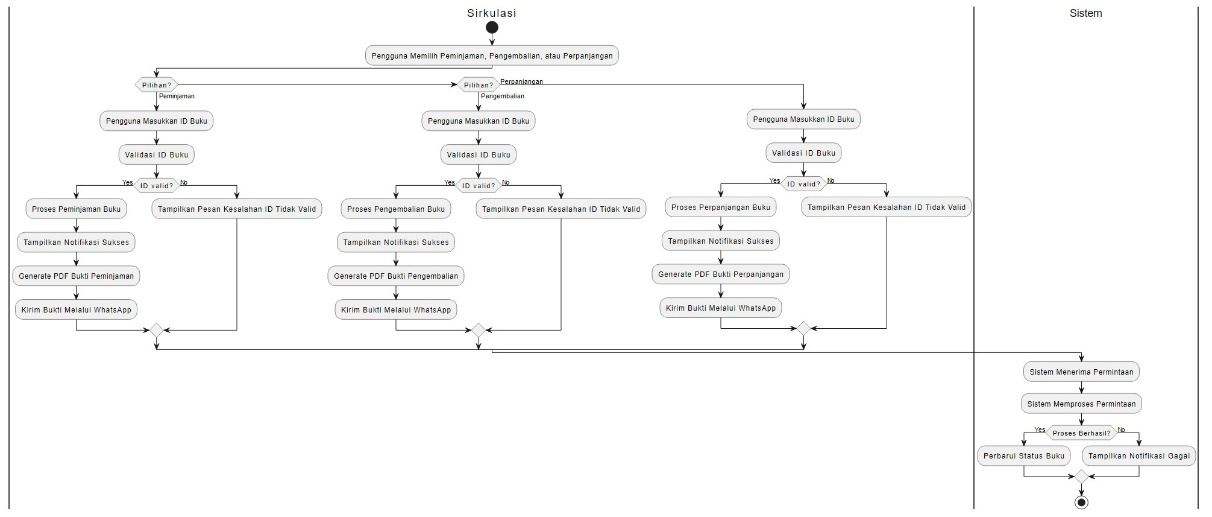 Sirkulasi
Sistem
Pengguna Memilih Peminjaman, Pengembalian, atau Perpanjangan
Pilihan?
Pilihan?
Perpanjangan
Peminjaman
Pangembalian
Pengguna Masukkan ID Buku
Pengguna Masukkan ID Buku
Pengguna Masukkan ID Buku
Validasi ID Buku
Validasi ID Buku
Validasi ID Buku
Yes
ID valid?
No
Yes
ID valid?
No
Yes
ID valid?
No
Proses Peminjaman Buku
Tampilkan Pesan Kesalahan ID Tidak Valid
Proses Pengembalian Buku
Tampilkan Pesan Kesalahan ID Tidak Valid
Proses Perpanjangan Buku
Tampilkan Pesan Kesalahan ID Tidak Valid
Tampilkan Notifikasi Sukses
Tampilkan Notifikasi Sukses
Tampilkan Notifikasi Sukses
Generate PDF Bukti Peminjaman
Generate PDF Bukti Pengembalian
Generate PDF Bukti Perpanjangan
Kirim Bukti Melalui WhatsApp
Kirim Bukti Melalui WhatsApp
Kirim Bukti Melalui WhatsApp
Sistem Menerima Permintaan
Sistem Memproses Permintaan
Yes
Proses Berhasil?
No
Perbarui Status Buku
Tampilkan Notifikasi Gagal